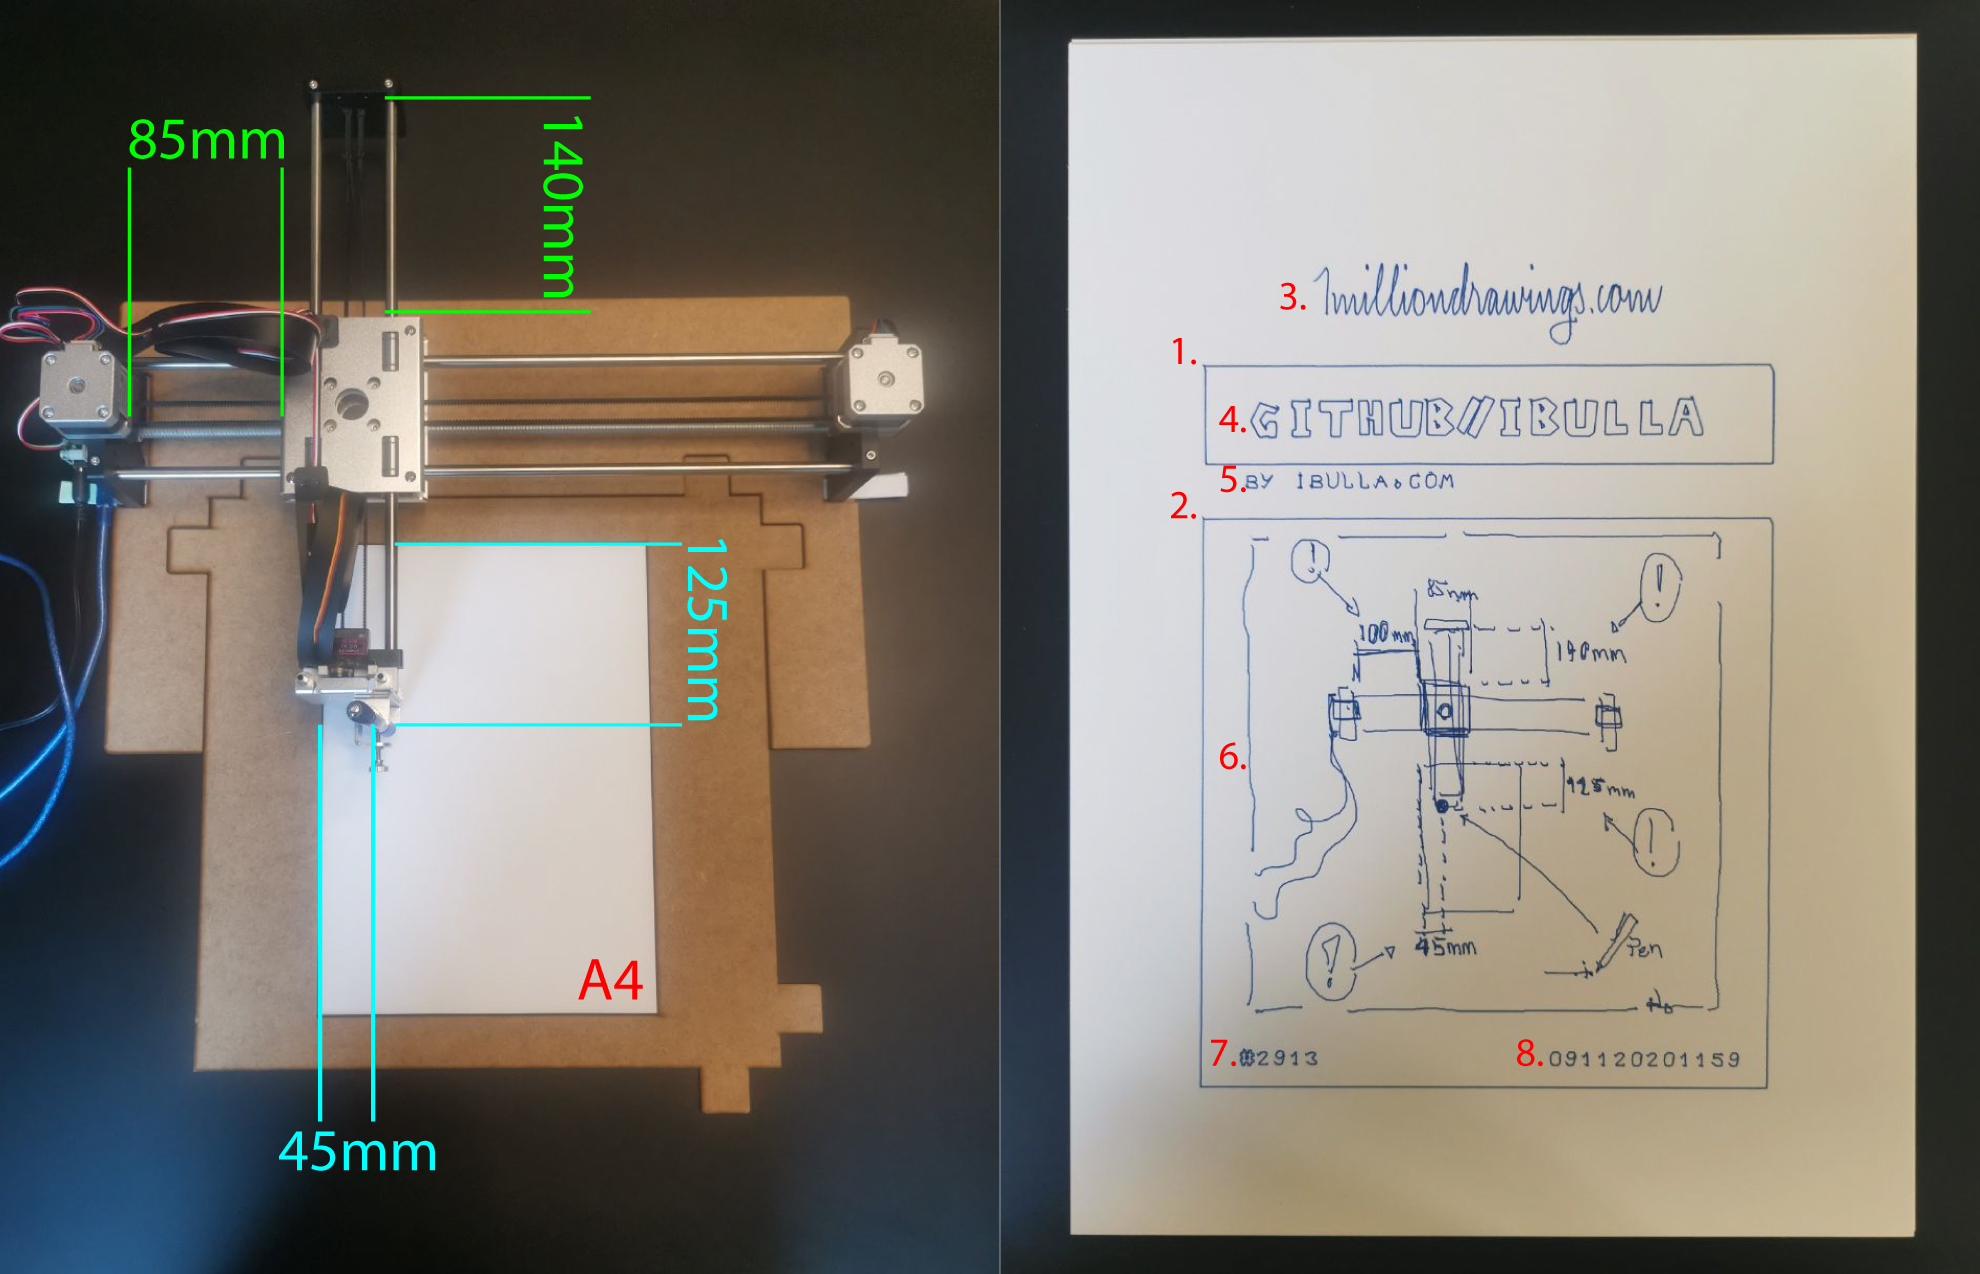 85mm
140mm
125mm
A4
45mm
3. 1milliondrawings.com
1.
4. GITHUB//IBULLA
5. BY IBULLA.COM
2.
!
!
85mm
100mm
140mm
6.
125mm
!
!
45mm
Pen
7. #2913
8. 091120201159